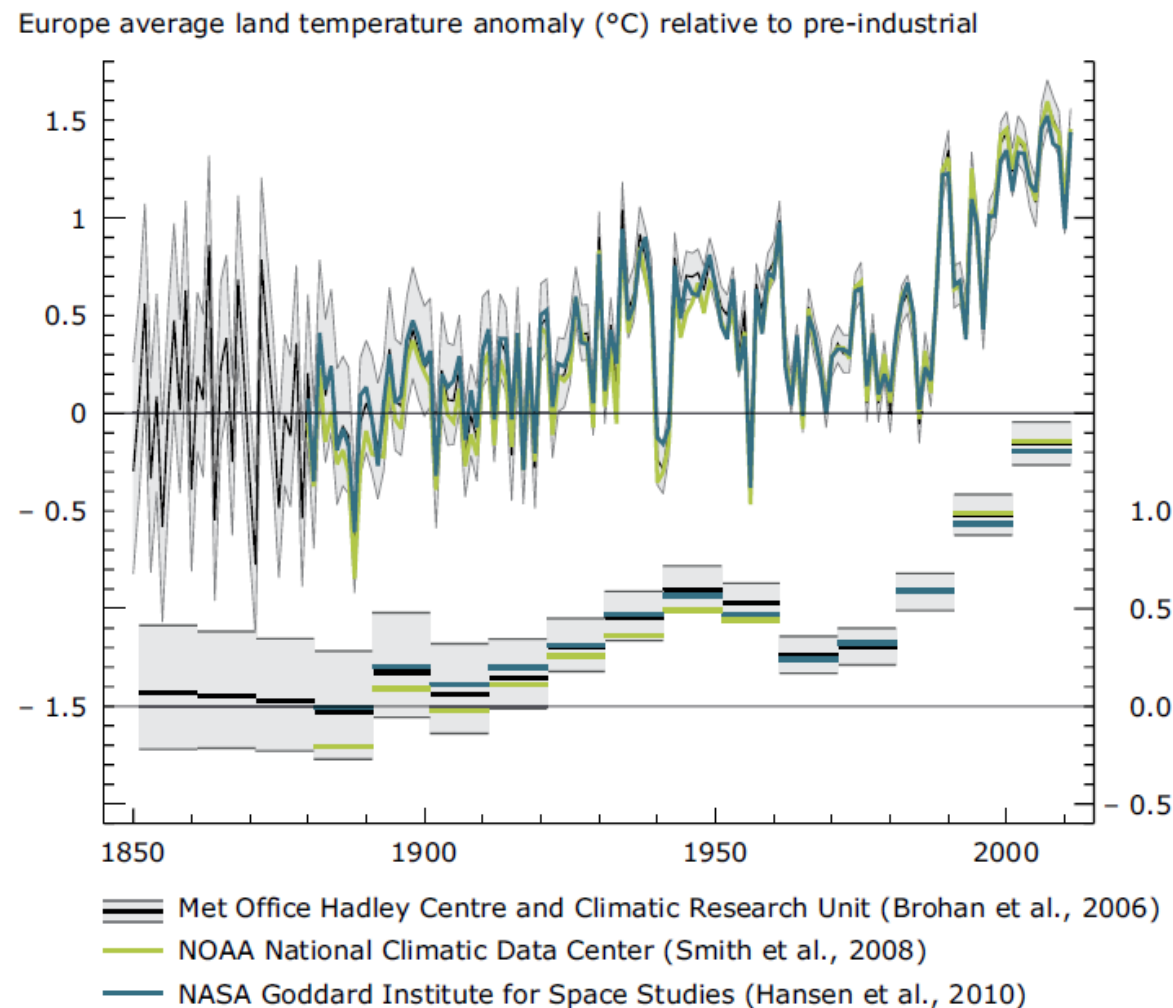 Europe average land temperature anomaly (°C) relative to pre-industrial
1.5
1
0.5
0
– 0.5
1.0
0.5
– 1.5
0.0
– 0.5
1850 1900 1950 2000
Met Office Hadley Centre and Climatic Research Unit (Brohan et al., 2006)
NOAA National Climatic Data Center (Smith et al., 2008)
NASA Goddard Institute for Space Studies (Hansen et al., 2010)